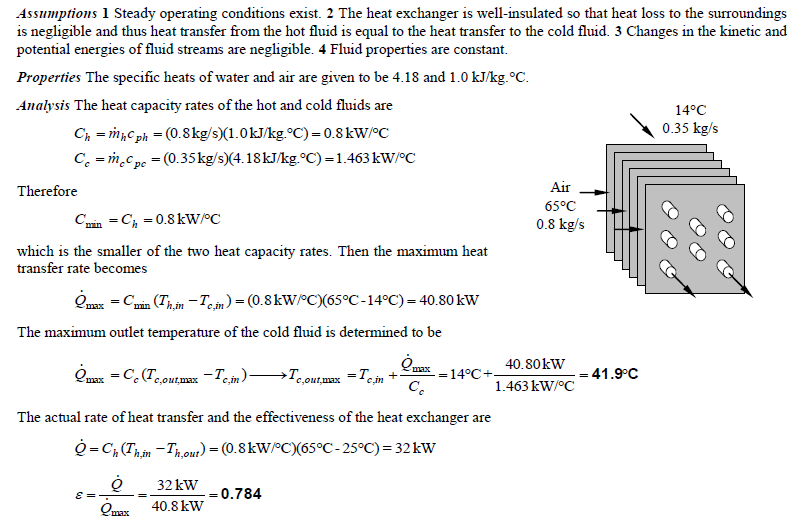 Assumptions 1 Steady operating conditions exist. 2 The heat exchanger is well-insulated so that heat loss to the surroundings
is negligible and thus heat transfer from the hot fluid is equal to the heat transfer to the cold fluid. 3 Changes in the kinetic and
potential energies of fluid streams are negligible. 4 Fluid properties are constant.
Properties The specific heats of water and air are given to be 4.18 and 1.0 kJ/kg.°C.
Analysis The heat capacity rates of the hot and cold fluids are
C_h = ṁ_h c_ph = (0.8 kg/s)(1.0 kJ/kg.°C) = 0.8 kW/°C
C_c = ṁ_c c_pc = (0.35 kg/s)(4.18 kJ/kg.°C) = 1.463 kW/°C
Therefore
C_min = C_h = 0.8 kW/°C
which is the smaller of the two heat capacity rates. Then the maximum heat
transfer rate becomes
Q̇_max = C_min (T_h,in − T_c,in) = (0.8 kW/°C)(65°C - 14°C) = 40.80 kW
14°C
0.35 kg/s
Air
65°C
0.8 kg/s
The maximum outlet temperature of the cold fluid is determined to be
Q̇_max = C_c (T_c,out,max − T_c,in) ⟶ T_c,out,max = T_c,in + Q̇_max / C_c = 14°C + 40.80 kW / 1.463 kW/°C = 41.9°C
The actual rate of heat transfer and the effectiveness of the heat exchanger are
Q̇ = C_h (T_h,in − T_h,out) = (0.8 kW/°C)(65°C - 25°C) = 32 kW
ε = Q̇ / Q̇_max = 32 kW / 40.8 kW = 0.784